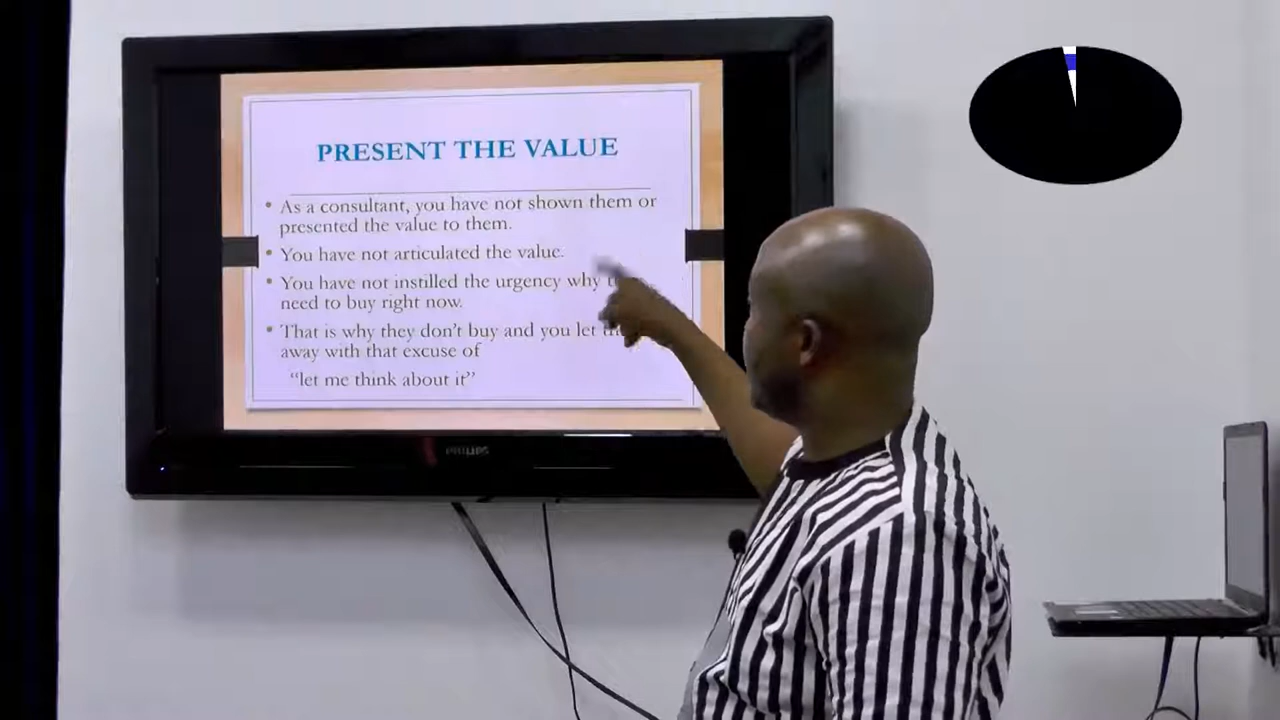 PRESENT THE VALUE
• As a consultant, you have not shown them or
presented the value to them.
• You have not articulated the value.
• You have not instilled the urgency why
need to buy right now.
• That is why they don't buy and you let
away with that excuse of
"let me think about it"
PHILIPS